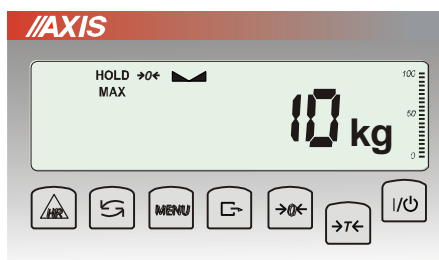 //AXIS
HOLD →0←
MAX
100
50
0
10 kg
HR
MENU
→0←
→T←
I/⏻